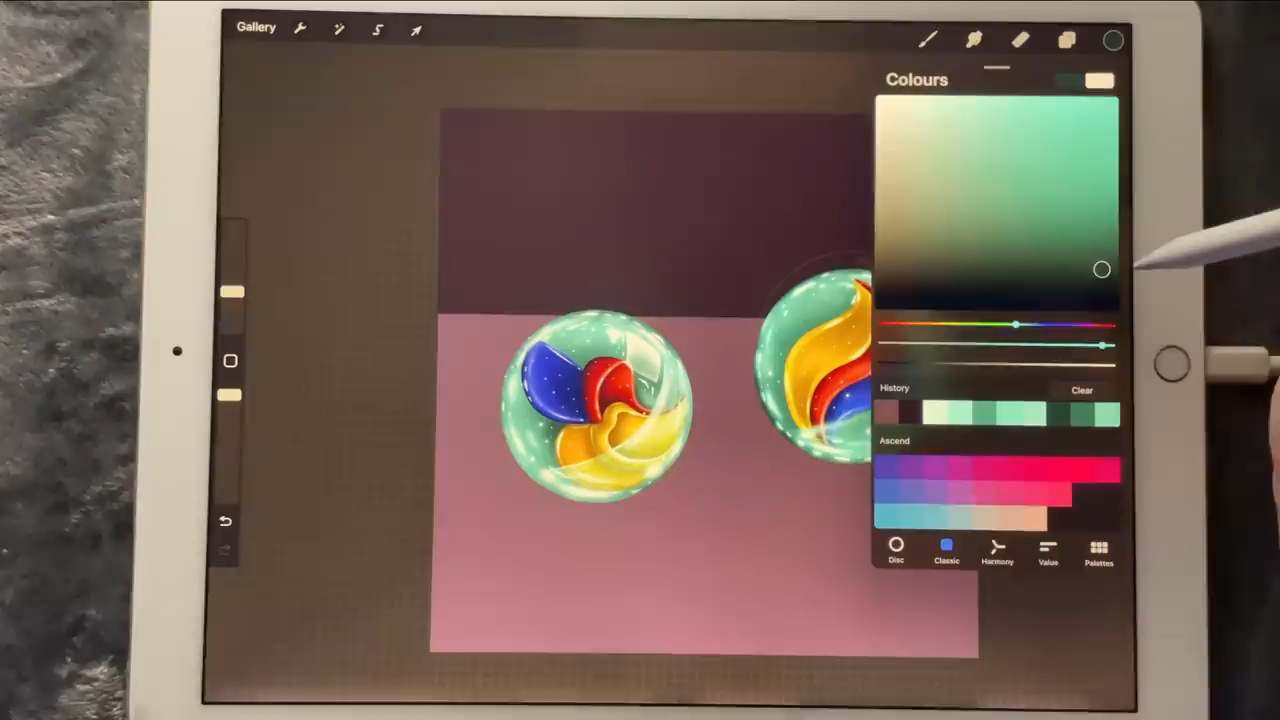 Gallery
Colours
History
Clear
Ascend
Disc
Classic
Harmony
Value
Palettes